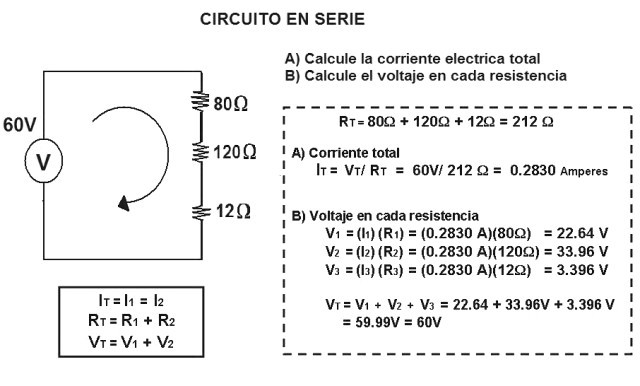 CIRCUITO EN SERIE
A) Calcule la corriente electrica total
B) Calcule el voltaje en cada resistencia
60V
V
80Ω
120Ω
12Ω
IT = I1 = I2
RT = R1 + R2
VT = V1 + V2
RT = 80Ω + 120Ω + 12Ω = 212 Ω
A) Corriente total
IT = VT/ RT = 60V/ 212 Ω = 0.2830 Amperes
B) Voltaje en cada resistencia
V1 = (I1) (R1) = (0.2830 A)(80Ω) = 22.64 V
V2 = (I2) (R2) = (0.2830 A)(120Ω) = 33.96 V
V3 = (I3) (R3) = (0.2830 A)(12Ω) = 3.396 V
VT = V1 + V2 + V3 = 22.64 + 33.96V + 3.396 V
= 59.99V = 60V